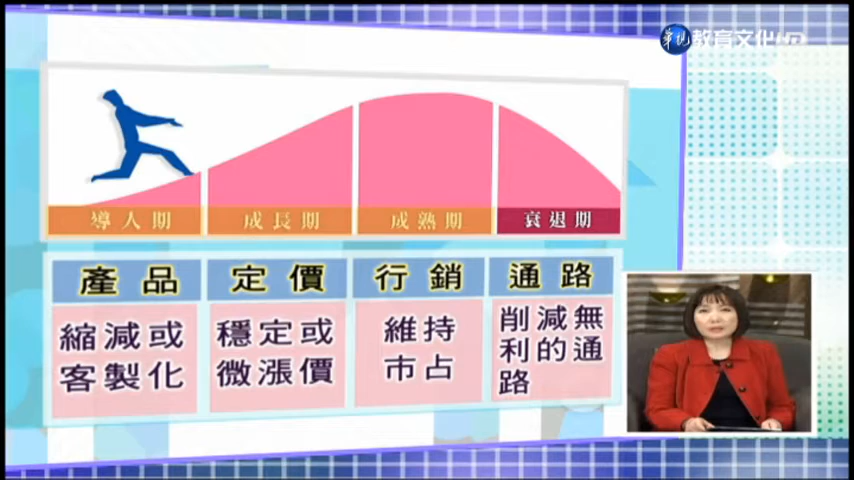 華視教育文化HD
導入期 成長期 成熟期 衰退期
產品 定價 行銷 通路
縮減或
客製化
穩定或
微漲價
維持
市占
削減無
利的通
路